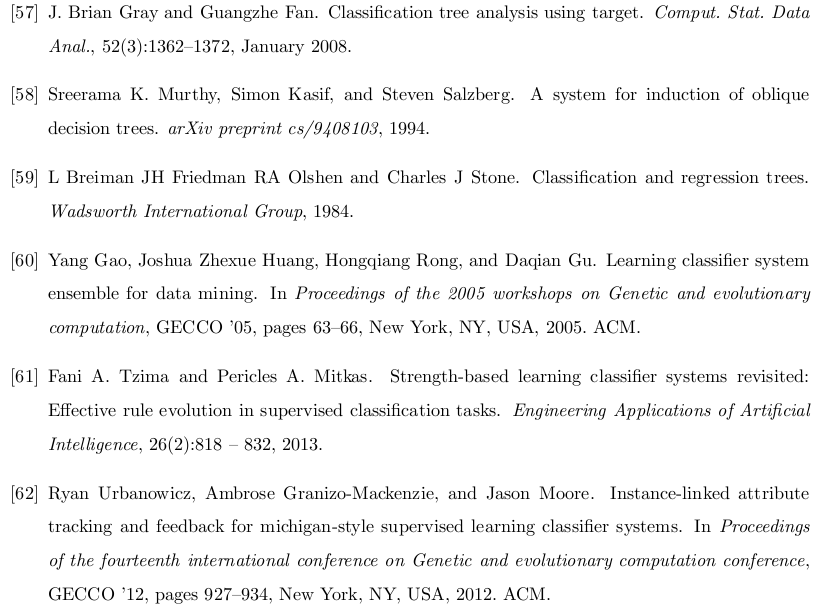 [57] J. Brian Gray and Guangzhe Fan. Classification tree analysis using target. Comput. Stat. Data
Anal., 52(3):1362–1372, January 2008.
[58] Sreerama K. Murthy, Simon Kasif, and Steven Salzberg. A system for induction of oblique
decision trees. arXiv preprint cs/9408103, 1994.
[59] L Breiman JH Friedman RA Olshen and Charles J Stone. Classification and regression trees.
Wadsworth International Group, 1984.
[60] Yang Gao, Joshua Zhexue Huang, Hongqiang Rong, and Daqian Gu. Learning classifier system
ensemble for data mining. In Proceedings of the 2005 workshops on Genetic and evolutionary
computation, GECCO ’05, pages 63–66, New York, NY, USA, 2005. ACM.
[61] Fani A. Tzima and Pericles A. Mitkas. Strength-based learning classifier systems revisited:
Effective rule evolution in supervised classification tasks. Engineering Applications of Artificial
Intelligence, 26(2):818 – 832, 2013.
[62] Ryan Urbanowicz, Ambrose Granizo-Mackenzie, and Jason Moore. Instance-linked attribute
tracking and feedback for michigan-style supervised learning classifier systems. In Proceedings
of the fourteenth international conference on Genetic and evolutionary computation conference,
GECCO ’12, pages 927–934, New York, NY, USA, 2012. ACM.